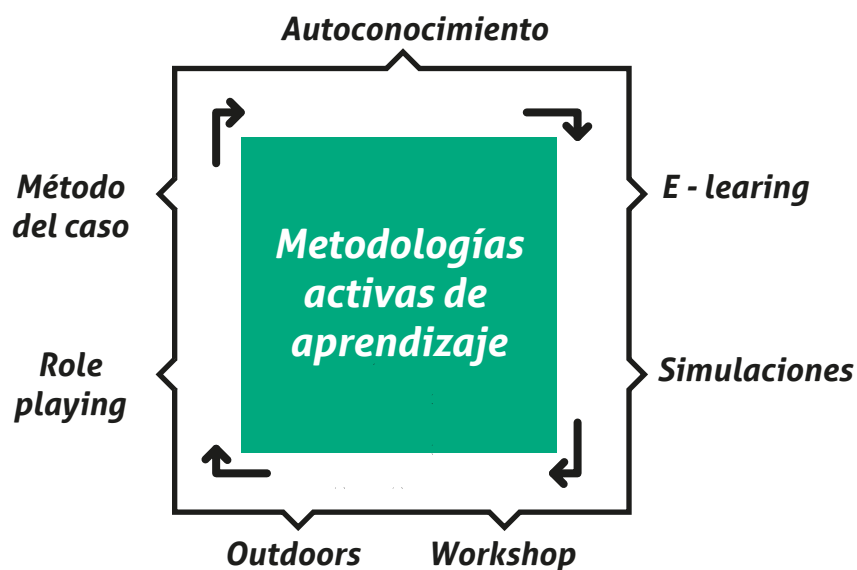 Autoconocimiento
Método
del caso
E - learing
Metodologías
activas de
aprendizaje
Role
playing
Simulaciones
Outdoors
Workshop